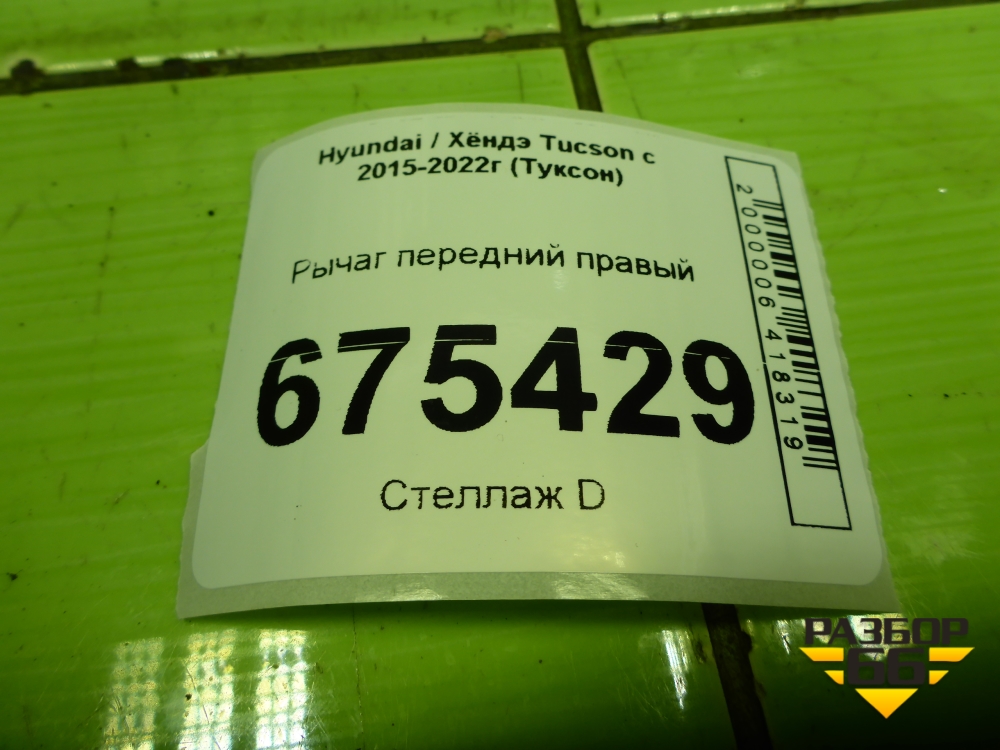 Hyundai / Хёндэ Tucson с
2015-2022г (Туксон)
Рычаг передний правый
675429
Стеллаж D
2000006418319
РАЗБОР
66